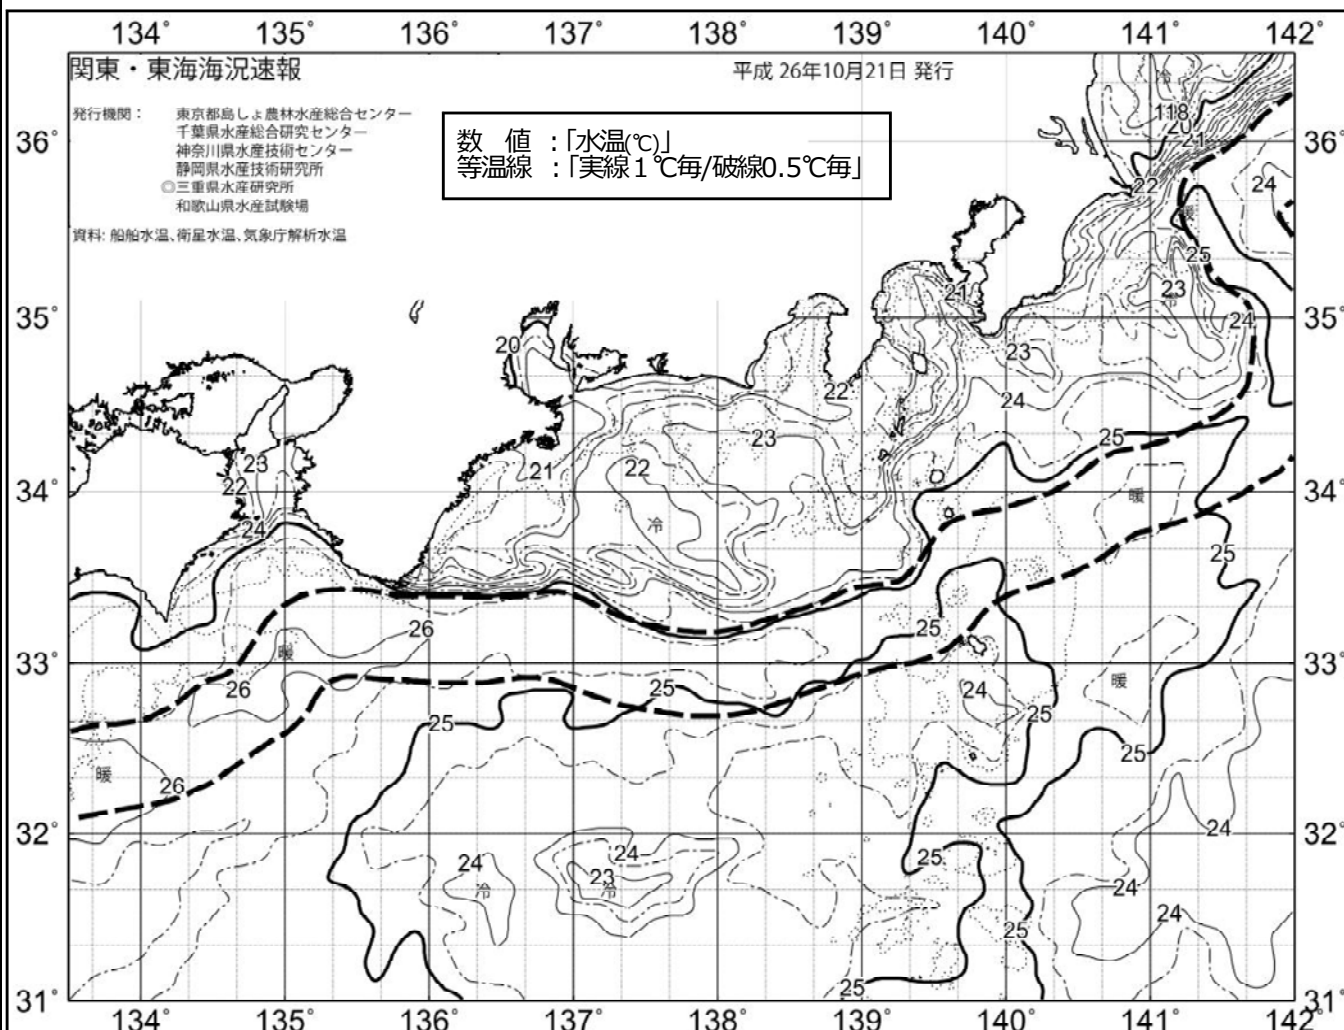 134° 135° 136° 137° 138° 139° 140° 141° 142°
関東・東海海況速報
平成 26年10月21日 発行
発行機関： 東京都島しょ農林水産総合センター
千葉県水産総合研究センター
神奈川県水産技術センター
静岡県水産技術研究所
◎三重県水産研究所
和歌山県水産試験場
資料: 船舶水温、衛星水温、気象庁解析水温
数　値 ：「水温(℃)」
等温線 ：「実線１℃毎/破線0.5℃毎」
冷
118
36° 20 36°
21
22 24
暖
25
21 23
冷
35° 24 35°
20 23
22 24
23 25
23 21 22
22
34° 暖 34°
冷
24
25
26 25
暖
33° 33°
26 25 24 暖
25 25
25
暖
26
32° 24 32°
24 24 25
23 24
冷 冷
24
25
25
31° 31°
134° 135° 136° 137° 138° 139° 140° 141° 142°